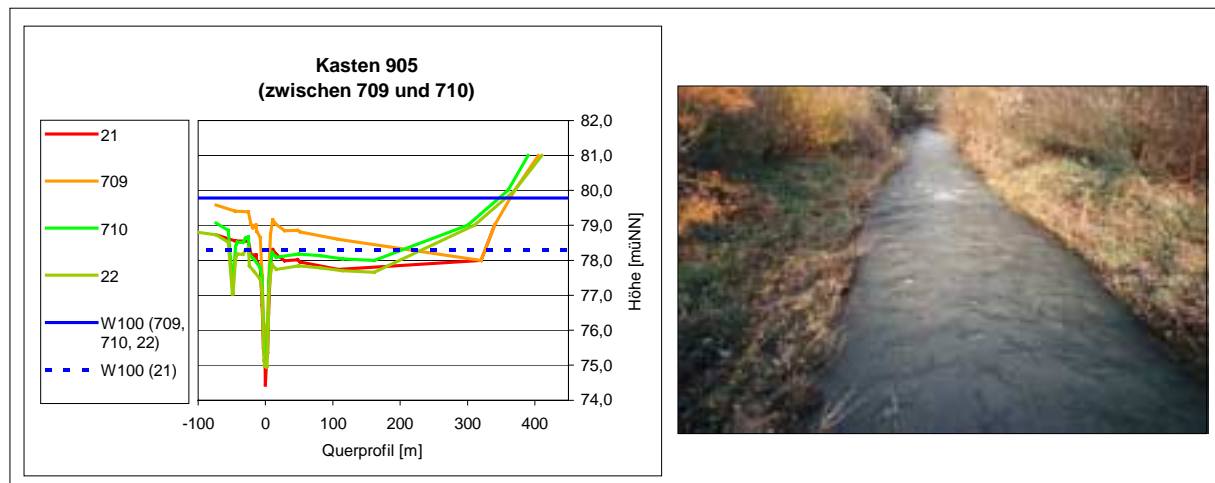 Kasten 905
(zwischen 709 und 710)
21
709
710
22
W100 (709,
710, 22)
W100 (21)
82,0
81,0
80,0
79,0
78,0
77,0
76,0
75,0
74,0
Höhe [müNN]
-100 0 100 200 300 400
Querprofil [m]